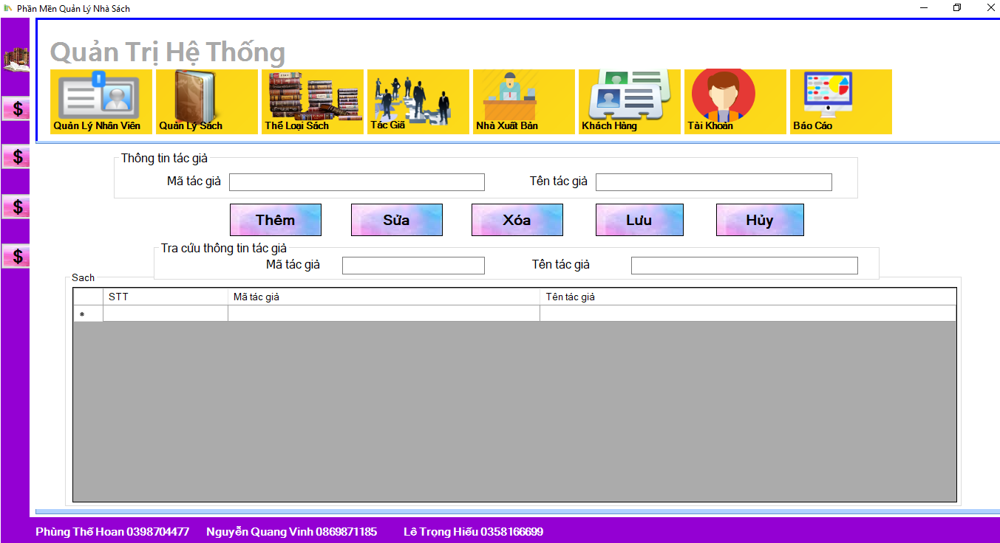 Phần Mền Quản Lý Nhà Sách
Quản Trị Hệ Thống
Quản Lý Nhân Viên
Quản Lý Sách
Thể Loại Sách
Tác Giã
Nhà Xuất Bản
Khách Hàng
Tài Khoản
Báo Cáo
$
$
$
$
Thông tin tác giả
Mã tác giả
Tên tác giả
Thêm
Sửa
Xóa
Lưu
Hủy
Tra cứu thông tin tác giả
Mã tác giả
Tên tác giả
Sach
STT Mã tác giả Tên tác giả
Phùng Thế Hoan 0398704477 Nguyễn Quang Vinh 0869871185 Lê Trọng Hiếu 0358166699